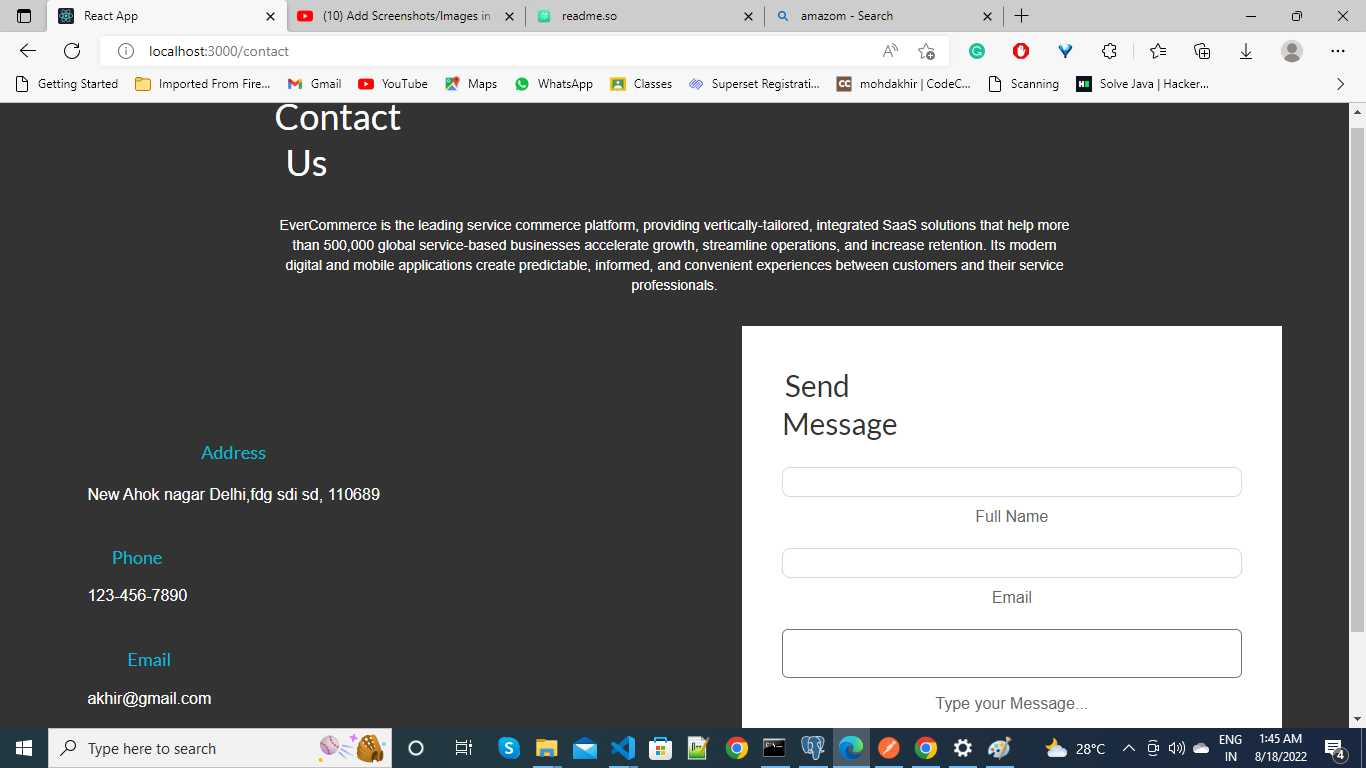 React App
(10) Add Screenshots/Images in
readme.so
amazom - Search
localhost:3000/contact
Getting Started
Imported From Fire...
Gmail
YouTube
Maps
WhatsApp
Classes
Superset Registrati...
CC
mohdakhir | CodeC...
Scanning
Solve Java | Hacker...
Contact
Us
EverCommerce is the leading service commerce platform, providing vertically-tailored, integrated SaaS solutions that help more
than 500,000 global service-based businesses accelerate growth, streamline operations, and increase retention. Its modern
digital and mobile applications create predictable, informed, and convenient experiences between customers and their service
professionals.
Address
New Ahok nagar Delhi,fdg sdi sd, 110689
Phone
123-456-7890
Email
akhir@gmail.com
Send
Message
Full Name
Email
Type your Message...
Type here to search
28°C
ENG
IN
1:45 AM
8/18/2022
4